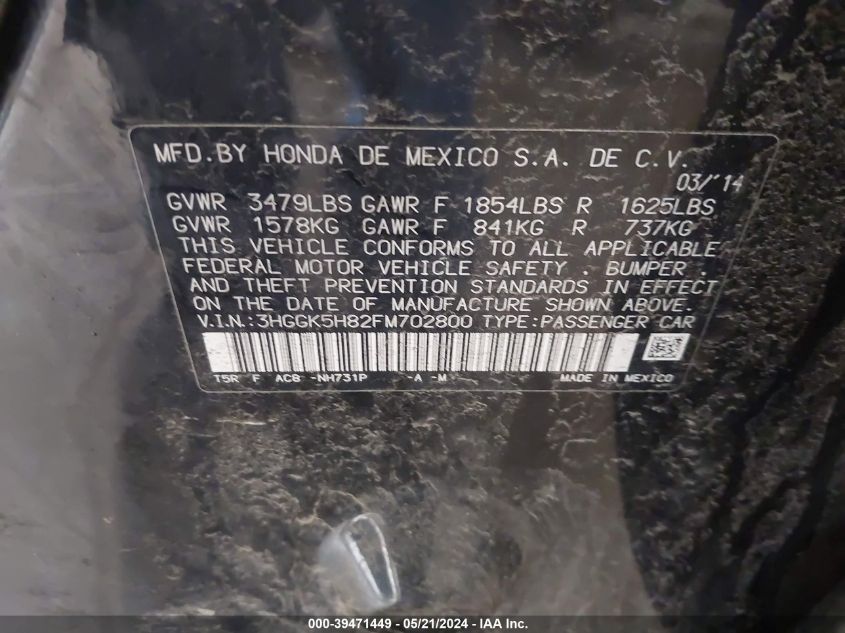 MFD.BY HONDA DE MEXICO S.A. DE C.V.
03/'14
GVWR 3479LBS GAWR F 1854LBS R 1625LBS
GVWR 1578KG GAWR F 841KG R 737KG
THIS VEHICLE CONFORMS TO ALL APPLICABLE
FEDERAL MOTOR VEHICLE SAFETY , BUMPER ,
AND THEFT PREVENTION STANDARDS IN EFFECT
ON THE DATE OF MANUFACTURE SHOWN ABOVE.
V.I.N.:3HGGK5H82FM702800 TYPE:PASSENGER CAR
T5R F AC8 -NH731P -A -M MADE IN MEXICO
000-39471449 / 05/21/2024 - IAA Inc.